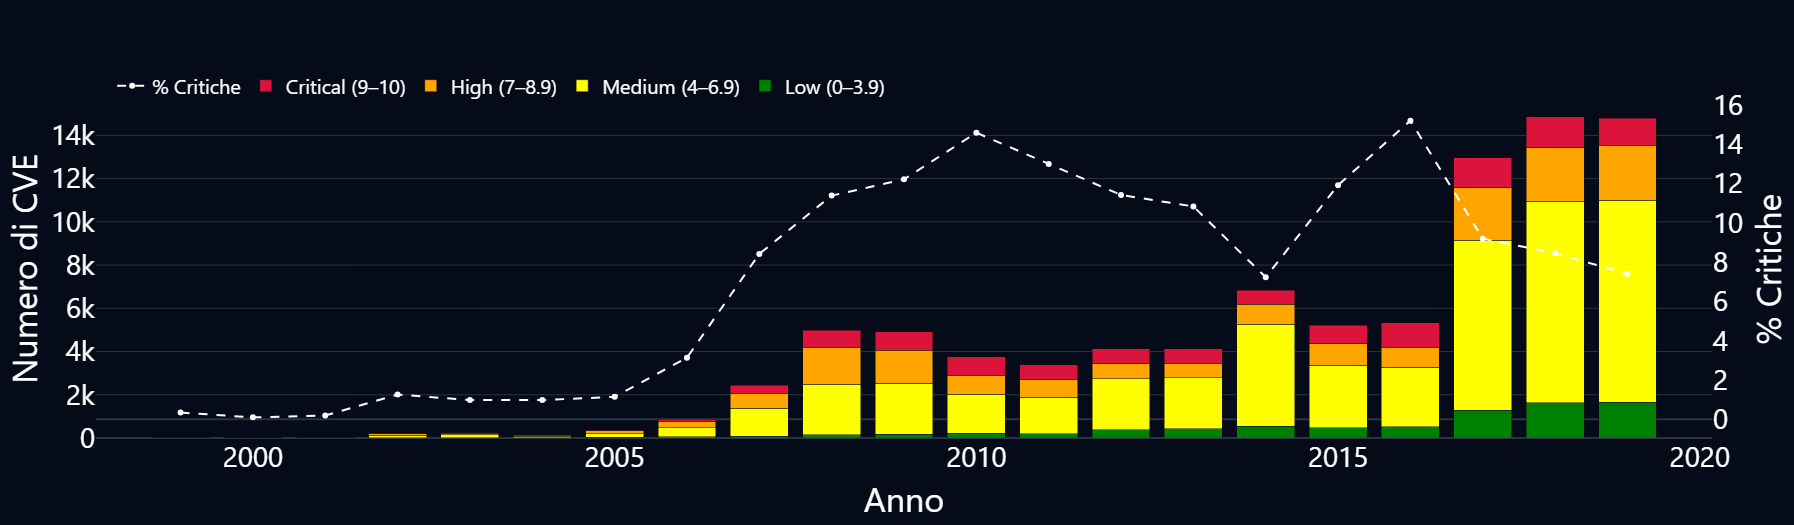 % Critiche Critical (9–10) High (7–8.9) Medium (4–6.9) Low (0–3.9)
Numero di CVE
14k
12k
10k
8k
6k
4k
2k
0
16
14
12
10
8
6
4
2
0
% Critiche
2000 2005 2010 2015 2020
Anno